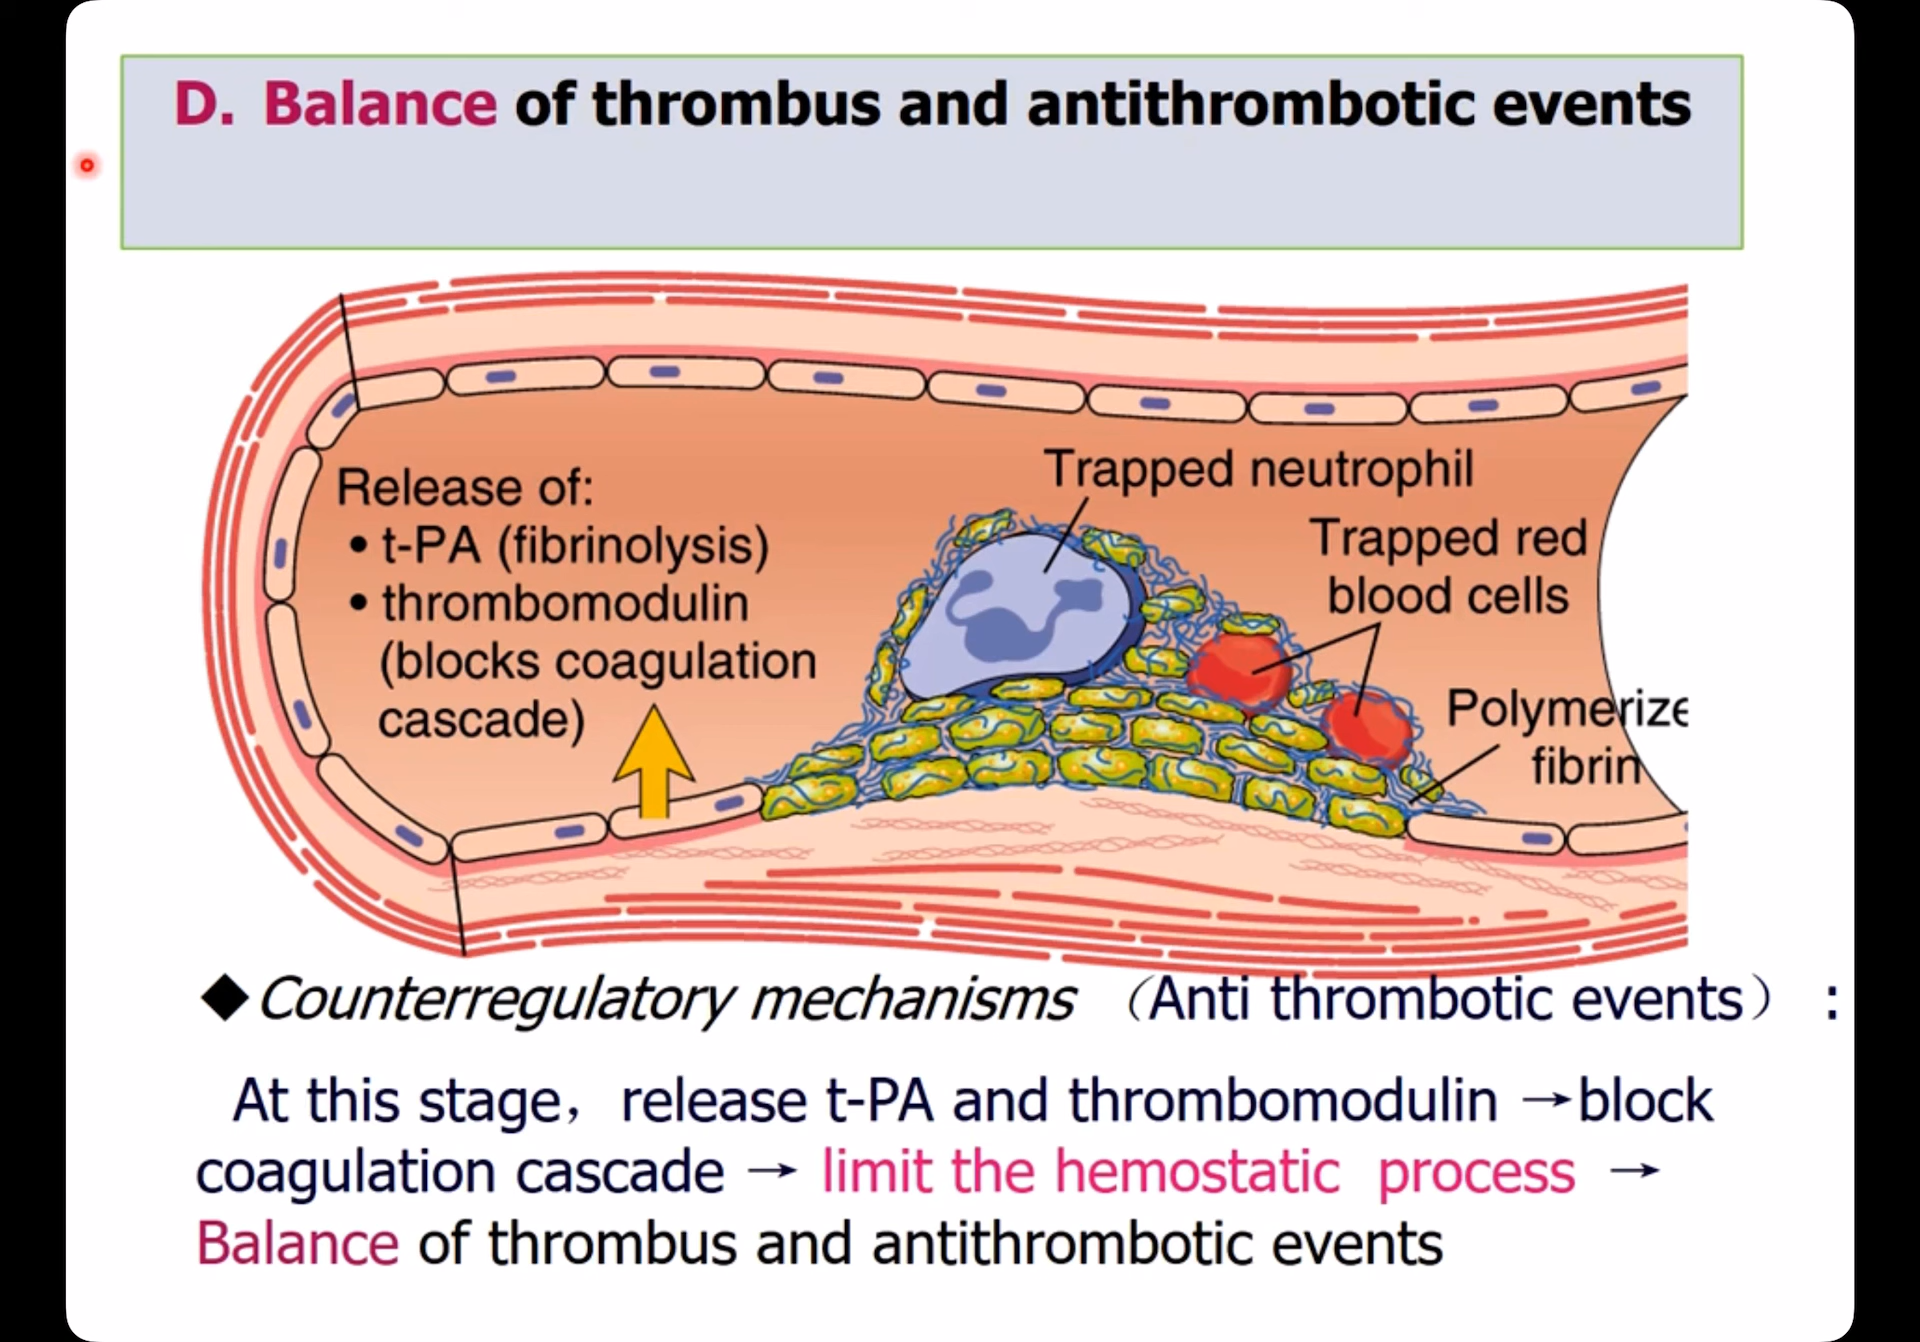 D. Balance of thrombus and antithrombotic events
Release of:
• t-PA (fibrinolysis)
• thrombomodulin
(blocks coagulation
cascade)
Trapped neutrophil
Trapped red
blood cells
Polymerize
fibrin
◆Counterregulatory mechanisms （Anti thrombotic events） :
At this stage， release t-PA and thrombomodulin →block
coagulation cascade → limit the hemostatic process →
Balance of thrombus and antithrombotic events